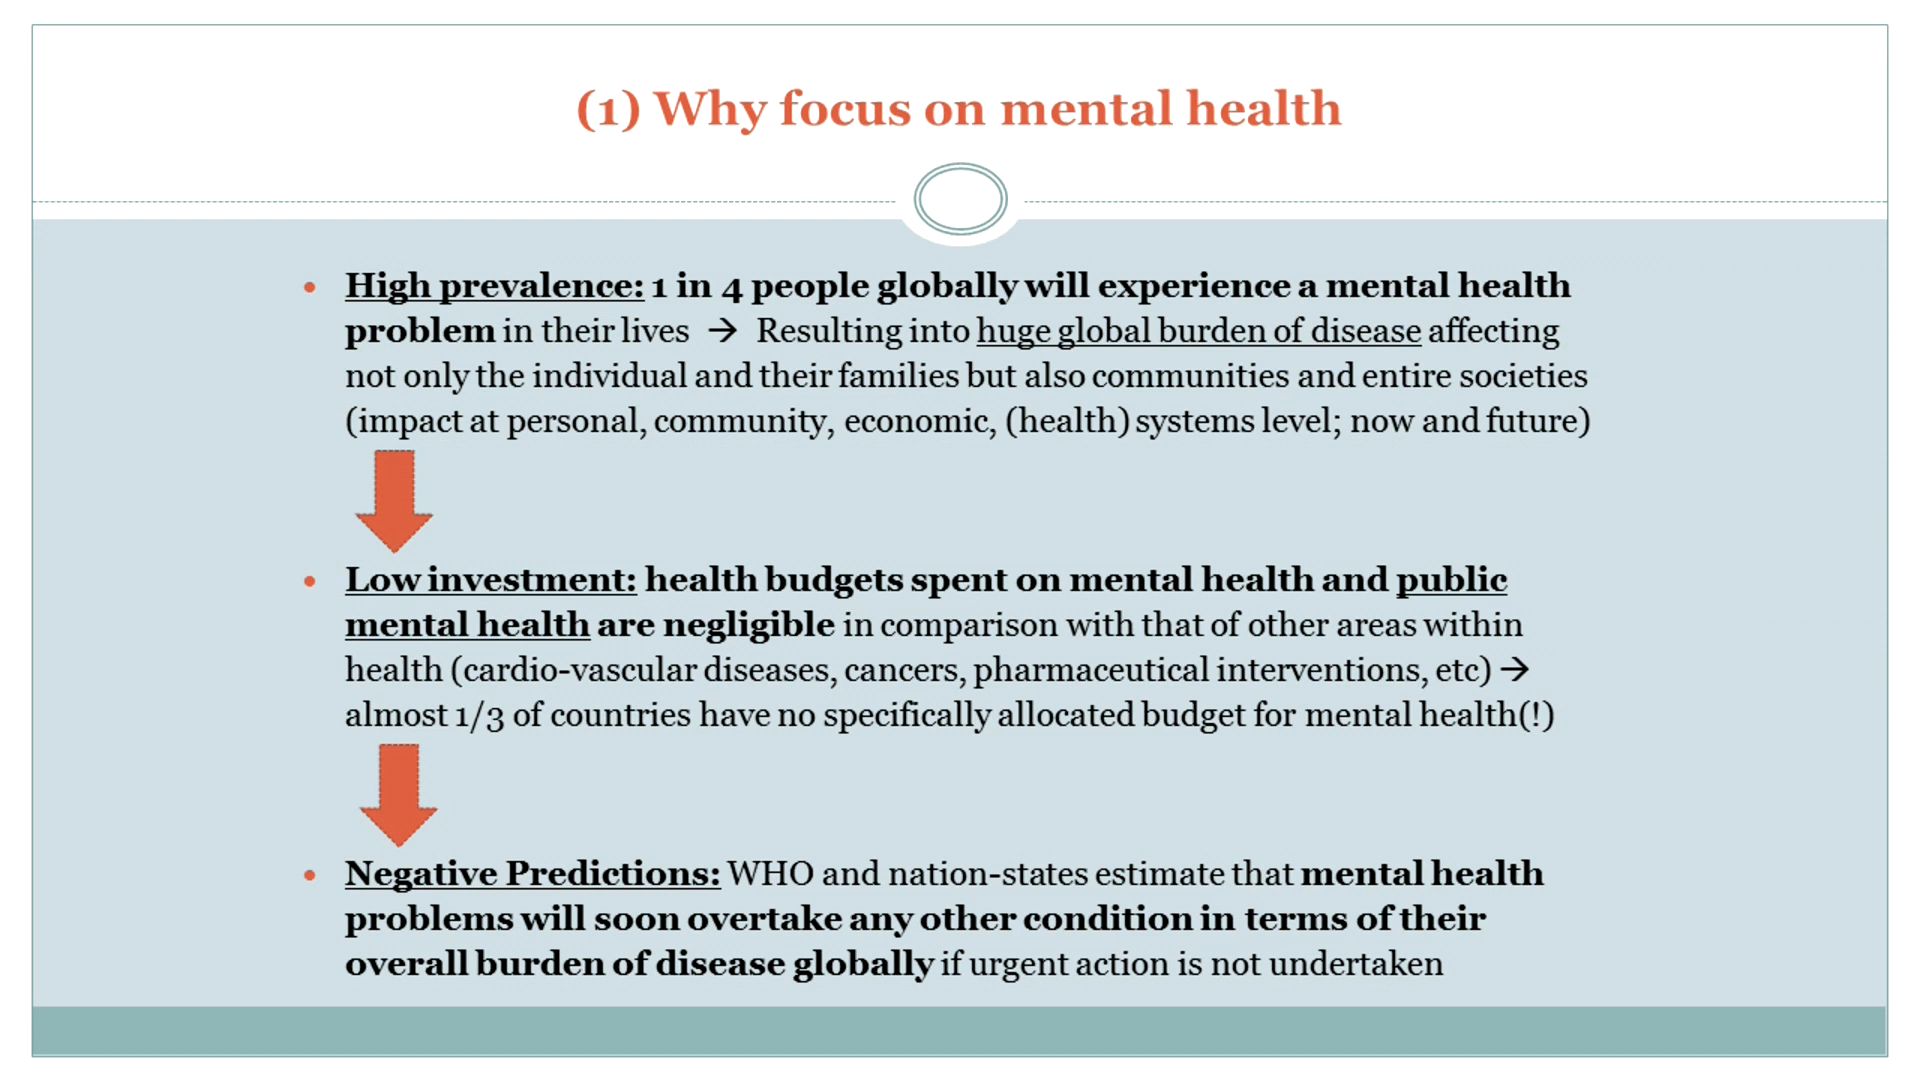 (1) Why focus on mental health
• High prevalence: 1 in 4 people globally will experience a mental health
problem in their lives → Resulting into huge global burden of disease affecting
not only the individual and their families but also communities and entire societies
(impact at personal, community, economic, (health) systems level; now and future)
• Low investment: health budgets spent on mental health and public
mental health are negligible in comparison with that of other areas within
health (cardio-vascular diseases, cancers, pharmaceutical interventions, etc) →
almost 1/3 of countries have no specifically allocated budget for mental health(!)
• Negative Predictions: WHO and nation-states estimate that mental health
problems will soon overtake any other condition in terms of their
overall burden of disease globally if urgent action is not undertaken